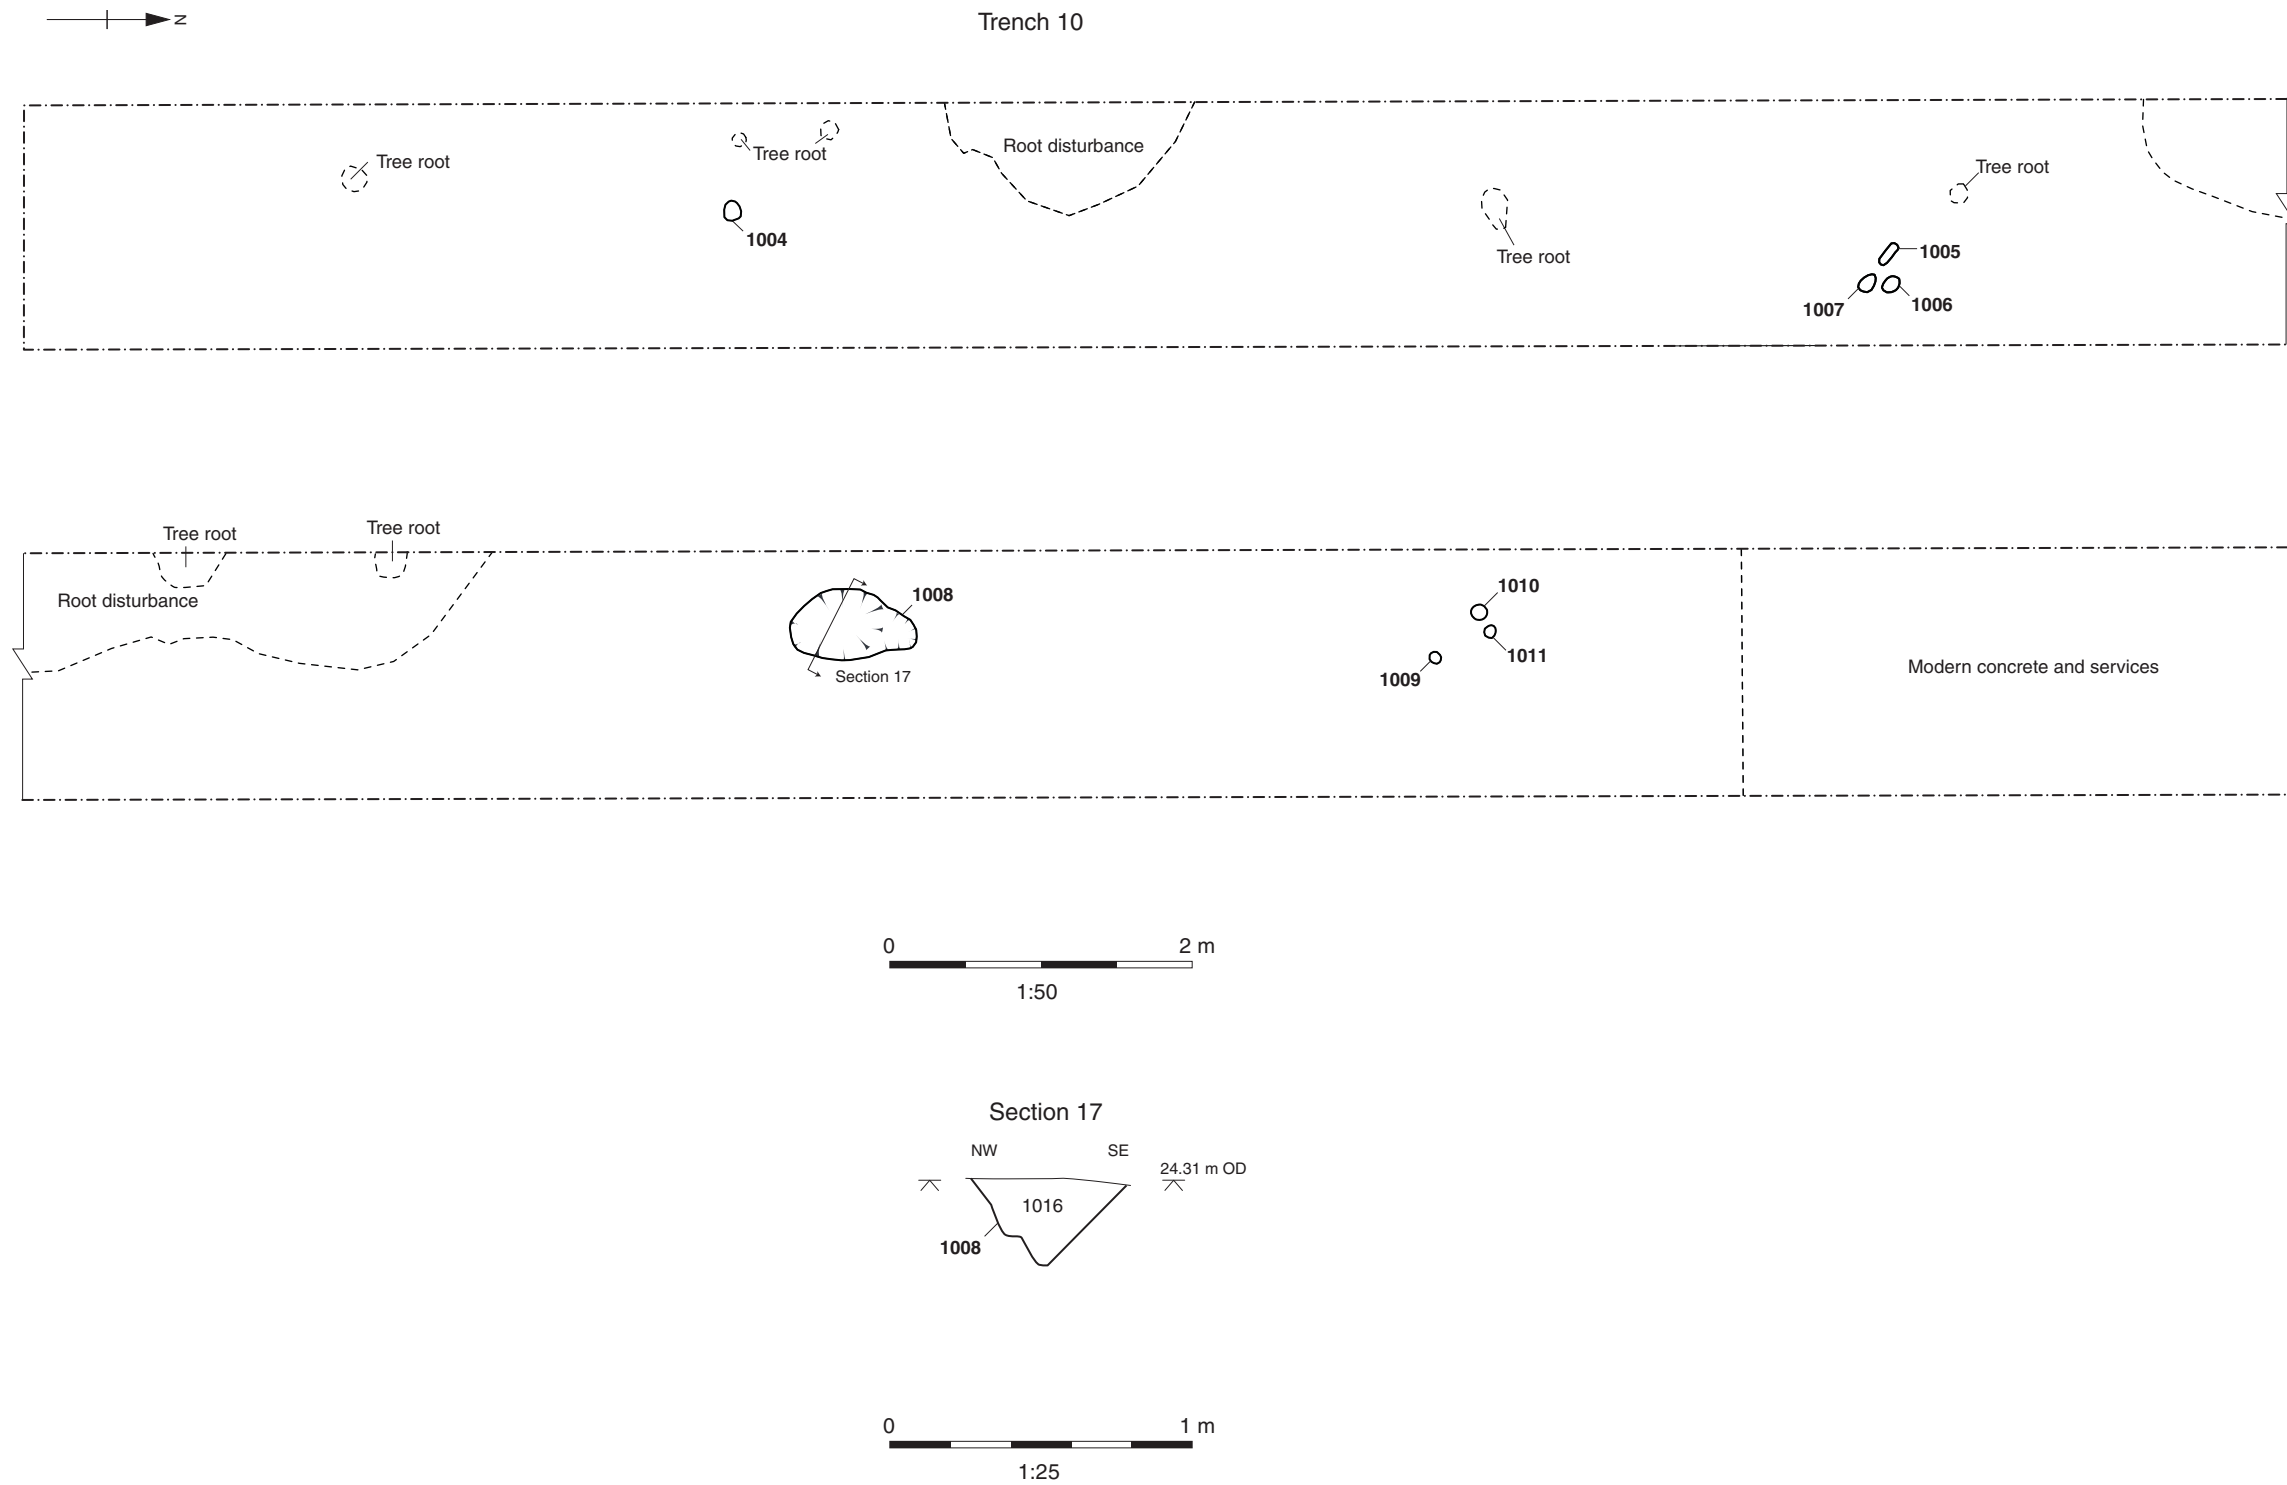 N
Trench 10
Root disturbance
Tree root
Tree root
Tree root
1004
Tree root
1005
1007
1006
Tree root
Tree root
Root disturbance
1008
Section 17
1010
1011
1009
Modern concrete and services
0 2 m
1:50
Section 17
NW SE
24.31 m OD
1016
1008
0 1 m
1:25